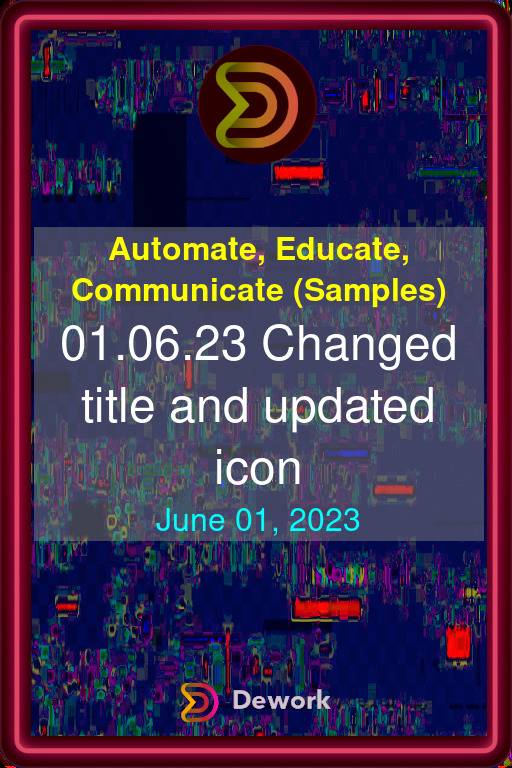 Automate, Educate,
Communicate (Samples)
01.06.23 Changed
title and updated
icon
June 01, 2023
Dework